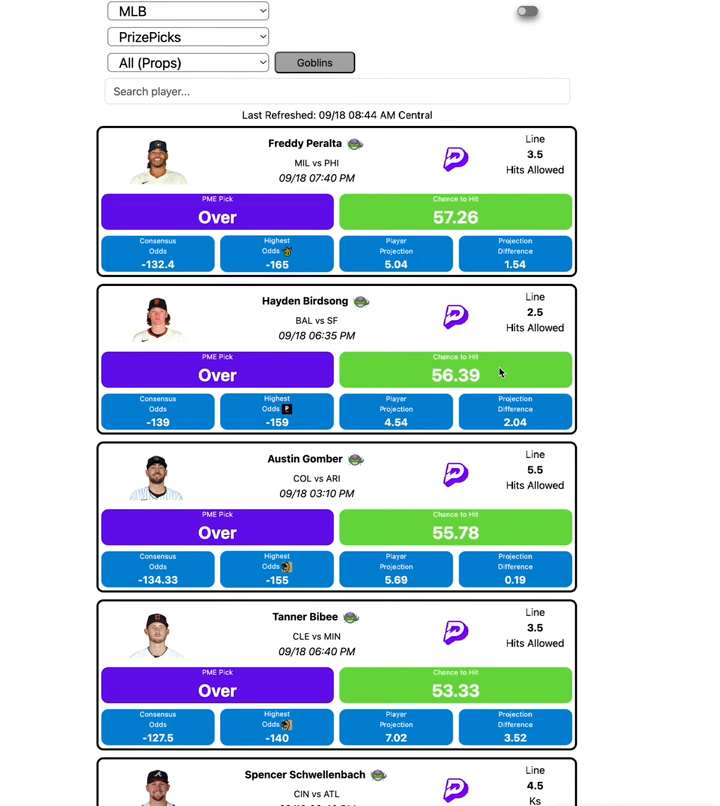 MLB
PrizePicks
All (Props)
Goblins
Search player...
Last Refreshed: 09/18 08:44 AM Central
Freddy Peralta
MIL vs PHI
09/18 07:40 PM
Line
3.5
Hits Allowed
PME Pick
Over
Chance to Hit
57.26
Consensus
Odds
-132.4
Highest
Odds
-165
Player
Projection
5.04
Projection
Difference
1.54
Hayden Birdsong
BAL vs SF
09/18 06:35 PM
Line
2.5
Hits Allowed
PME Pick
Over
Chance to Hit
56.39
Consensus
Odds
-139
Highest
Odds P
-159
Player
Projection
4.54
Projection
Difference
2.04
Austin Gomber
COL vs ARI
09/18 03:10 PM
Line
5.5
Hits Allowed
PME Pick
Over
Chance to Hit
55.78
Consensus
Odds
-134.33
Highest
Odds
-155
Player
Projection
5.69
Projection
Difference
0.19
Tanner Bibee
CLE vs MIN
09/18 06:40 PM
Line
3.5
Hits Allowed
PME Pick
Over
Chance to Hit
53.33
Consensus
Odds
-127.5
Highest
Odds
-140
Player
Projection
7.02
Projection
Difference
3.52
Spencer Schwellenbach
CIN vs ATL
Line
4.5
Ks